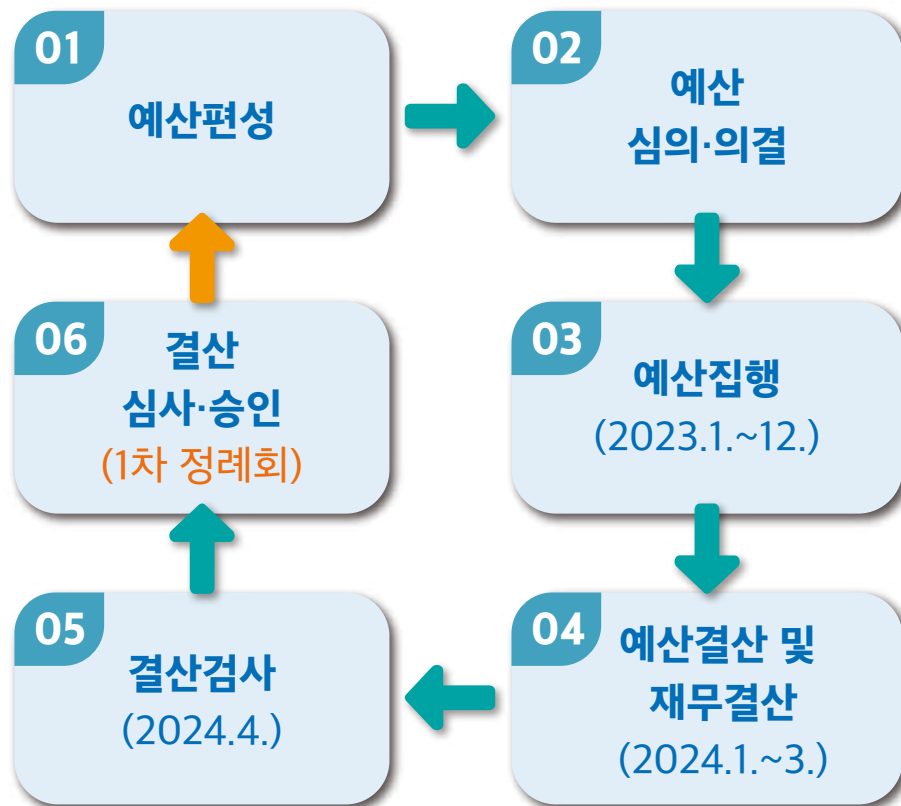 01
예산편성
02
예산
심의·의결
03
예산집행
(2023.1.~12.)
04
예산결산 및
재무결산
(2024.1.~3.)
05
결산검사
(2024.4.)
06
결산
심사·승인
(1차 정례회)